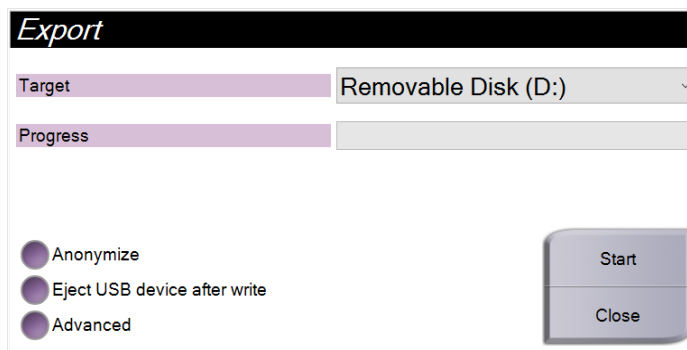 Export
Target
Removable Disk (D:)
Progress
Anonymize
Eject USB device after write
Advanced
Start
Close